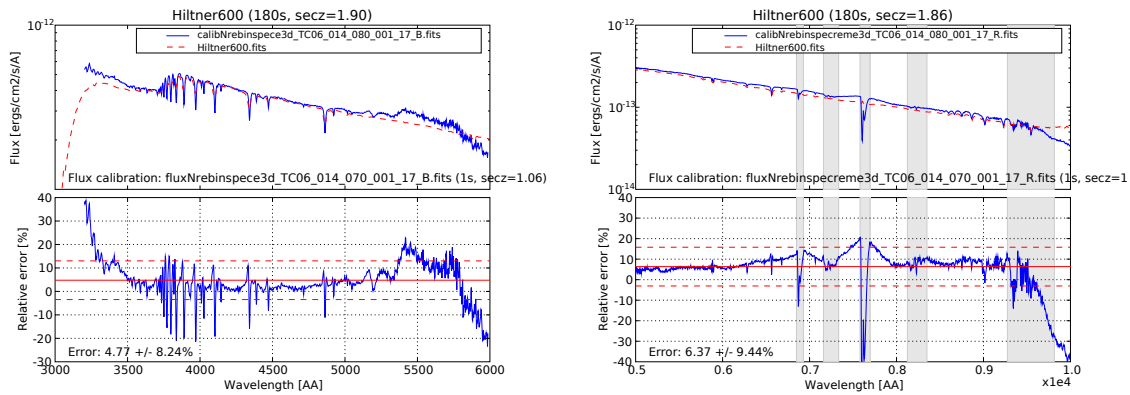 Hiltner600 (180s, secz=1.90)
10^-12
calibNrebinspece3d_TC06_014_080_001_17_B.fits
Hiltner600.fits
Flux [ergs/cm2/s/A]
Flux calibration: fluxNrebinspece3d_TC06_014_070_001_17_B.fits (1s, secz=1.06)
40
30
20
10
0
-10
-20
-30
Relative error [%]
Error: 4.77 +/- 8.24%
3000 3500 4000 4500 5000 5500 6000
Wavelength [AA]
Hiltner600 (180s, secz=1.86)
10^-12
10^-13
10^-14
calibNrebinspecreme3d_TC06_014_080_001_17_R.fits
Hiltner600.fits
Flux [ergs/cm2/s/A]
Flux calibration: fluxNrebinspecreme3d_TC06_014_070_001_17_R.fits (1s, secz=1
40
30
20
10
0
-10
-20
-30
-40
Relative error [%]
Error: 6.37 +/- 9.44%
0.5 0.6 0.7 0.8 0.9 1.0
Wavelength [AA]
x1e4